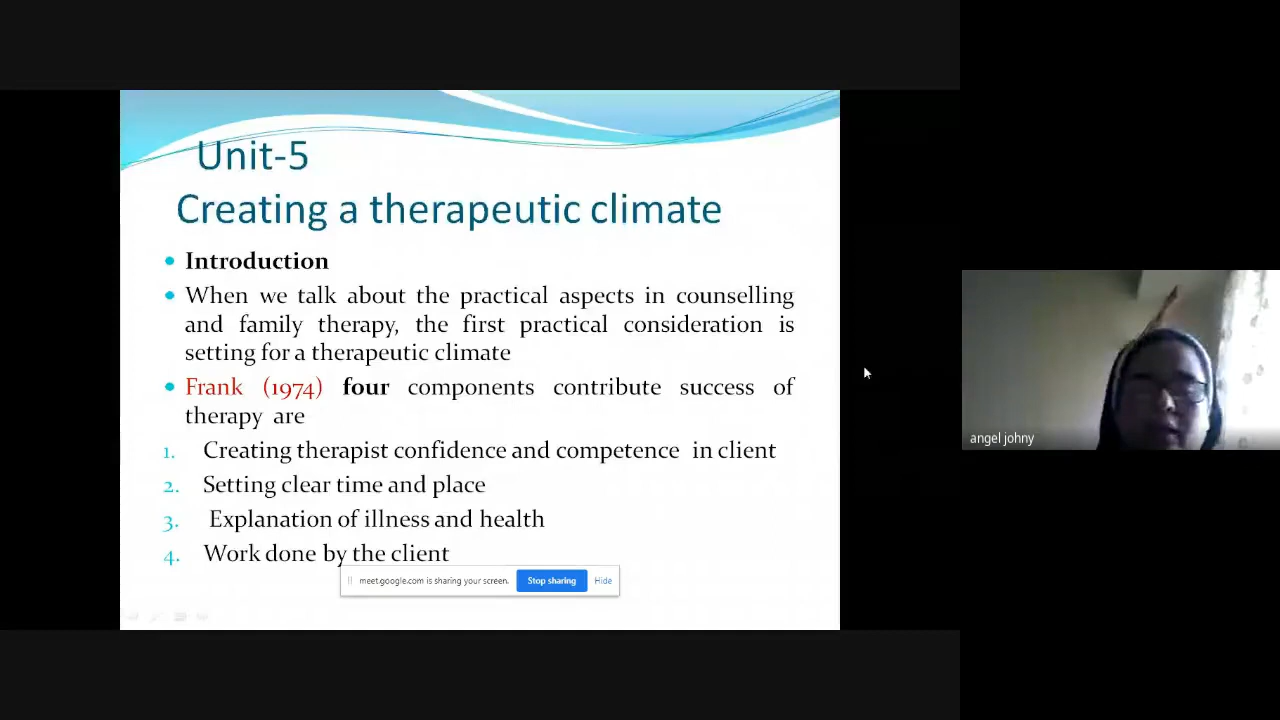 Unit-5
Creating a therapeutic climate
Introduction
When we talk about the practical aspects in counselling
and family therapy, the first practical consideration is
setting for a therapeutic climate
Frank (1974) four components contribute success of
therapy are
1. Creating therapist confidence and competence in client
2. Setting clear time and place
3. Explanation of illness and health
4. Work done by the client
meet.google.com is sharing your screen. Stop sharing Hide
angel johny